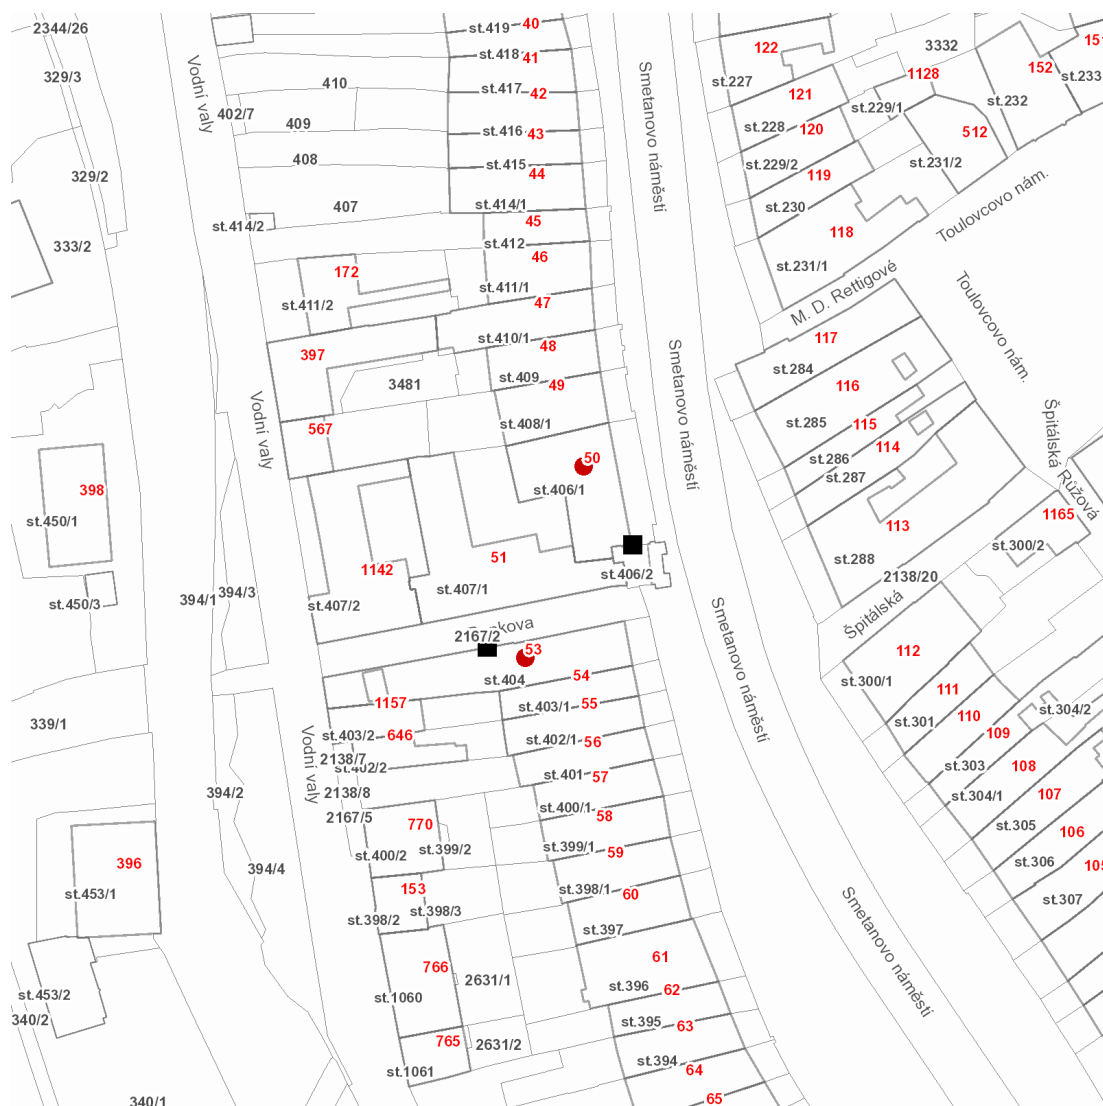 2344/26
st.419
40
3332
151
122
152
st.418
41
st.233
329/3
410
st.227
1128
st.417
42
121
st.232
402/7
st.229/1
409
st.416
43
st.228
120
512
Vodní valy
Smetanovo náměstí
408
st.415
44
st.229/2
st.231/2
329/2
119
Toulovcovo nám.
407
st.414/1
st.230
st.414/2
45
118
333/2
st.412
46
172
st.231/1
M. D. Rettigové
Toulovcovo nám.
st.411/2
st.411/1
47
st.410/1
48
117
397
Smetanovo náměstí
st.284
st.409
49
116
3481
st.408/1
st.285
115
567
Vodní valy
Špitálská
114
50
st.286
st.287
398
st.406/1
Růžová
st.450/1
113
1165
51
st.300/2
1142
st.288
st.406/2
2138/20
st.407/1
394/1
394/3
st.450/3
st.407/2
Smetanovo náměstí
Špitálská
2167/2
53
112
54
st.404
st.300/1
111
1157
st.403/1
55
110
st.304/2
339/1
st.301
st.403/2
646
109
st.402/1
56
2138/7
st.402/2
st.303
108
st.401
57
Vodní valy
394/2
2138/8
st.304/1
107
st.400/1
58
2167/5
770
st.305
106
st.399/1
59
st.399/2
st.400/2
396
394/4
st.306
105
153
st.398/1
60
st.453/1
st.307
st.398/3
st.398/2
st.397
Smetanovo náměstí
61
766
2631/1
st.396
62
st.453/2
st.1060
340/2
st.395
63
765
2631/2
st.394
64
st.1061
340/1
65